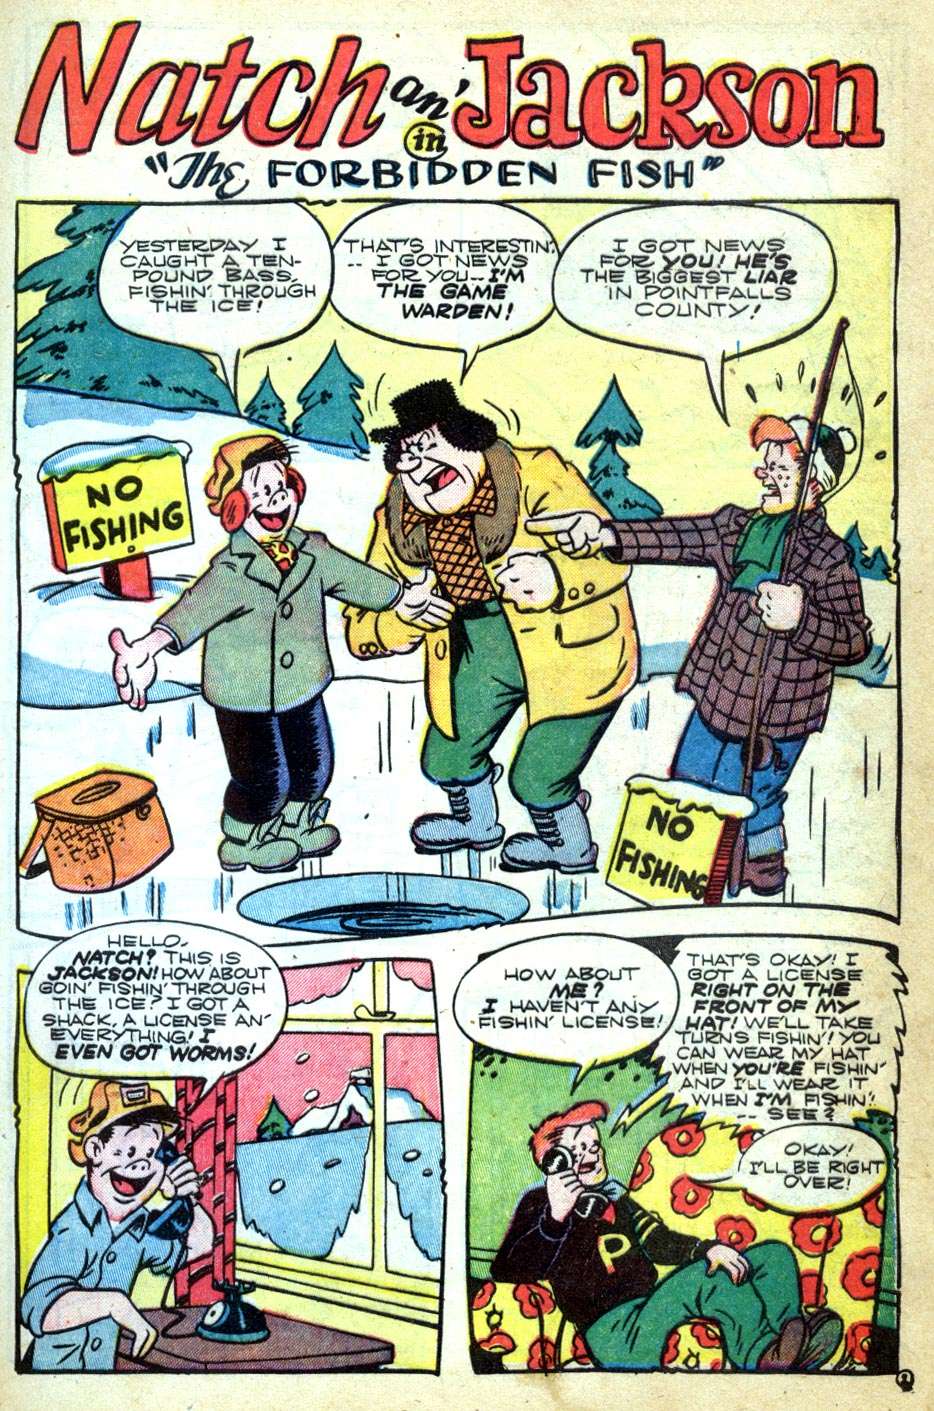 Natch an' Jackson
in
"The FORBIDDEN FISH"
YESTERDAY I
CAUGHT A TEN-
POUND BASS,
FISHIN' THROUGH
THE ICE!
THAT'S INTERESTIN'
-- I GOT NEWS
FOR YOU-- I'M
THE GAME
WARDEN!
I GOT NEWS
FOR YOU! HE'S
THE BIGGEST LIAR
IN POINTFALLS
COUNTY!
NO
FISHING
NO
FISHING
HELLO,
NATCH? THIS IS
JACKSON! HOW ABOUT
GOIN' FISHIN' THROUGH
THE ICE? I GOT A
SHACK, A LICENSE AN'
EVERYTHING! I
EVEN GOT WORMS!
HOW ABOUT
ME?
I HAVEN'T ANY
FISHIN' LICENSE!
THAT'S OKAY! I
GOT A LICENSE
RIGHT ON THE
FRONT OF MY
HAT! WE'LL TAKE
TURNS FISHIN'! YOU
CAN WEAR MY HAT
WHEN YOU'RE FISHIN'
AND I'LL WEAR IT
WHEN I'M FISHIN'!
-- SEE?
OKAY!
I'LL BE RIGHT
OVER!
P